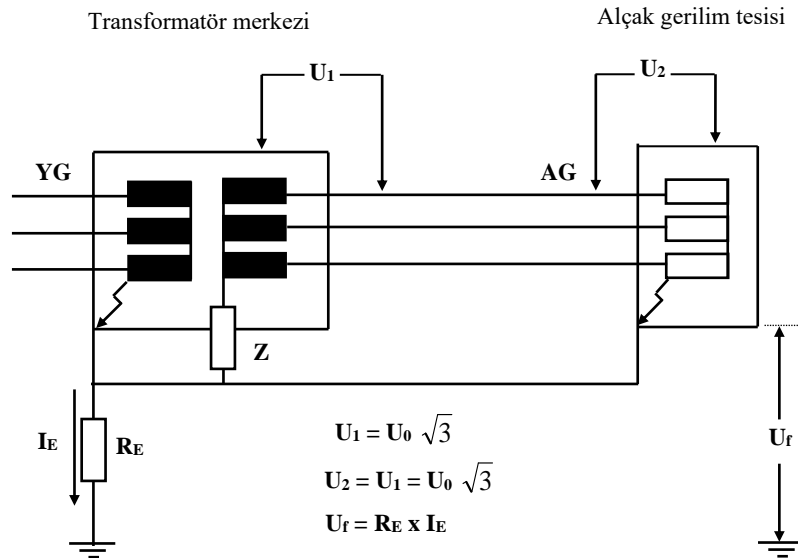 Transformatör merkezi
Alçak gerilim tesisi
U1
U2
YG
AG
Z
IE
RE
Uf
U1 = U0 √3
U2 = U1 = U0 √3
Uf = RE x IE